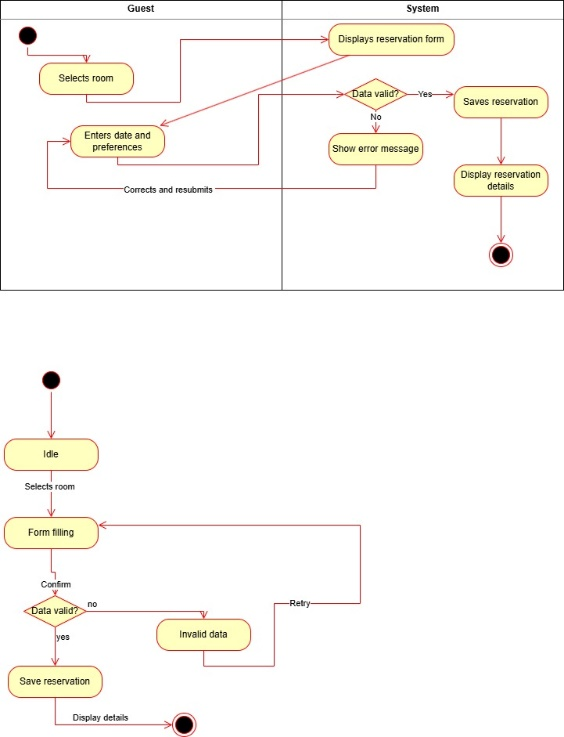 Guest
System
Displays reservation form
Selects room
Data valid?
Yes
Saves reservation
No
Enters date and
preferences
Show error message
Display reservation
details
Corrects and resubmits
Idle
Selects room
Form filling
Confirm
Data valid?
no
Retry
Invalid data
yes
Save reservation
Display details